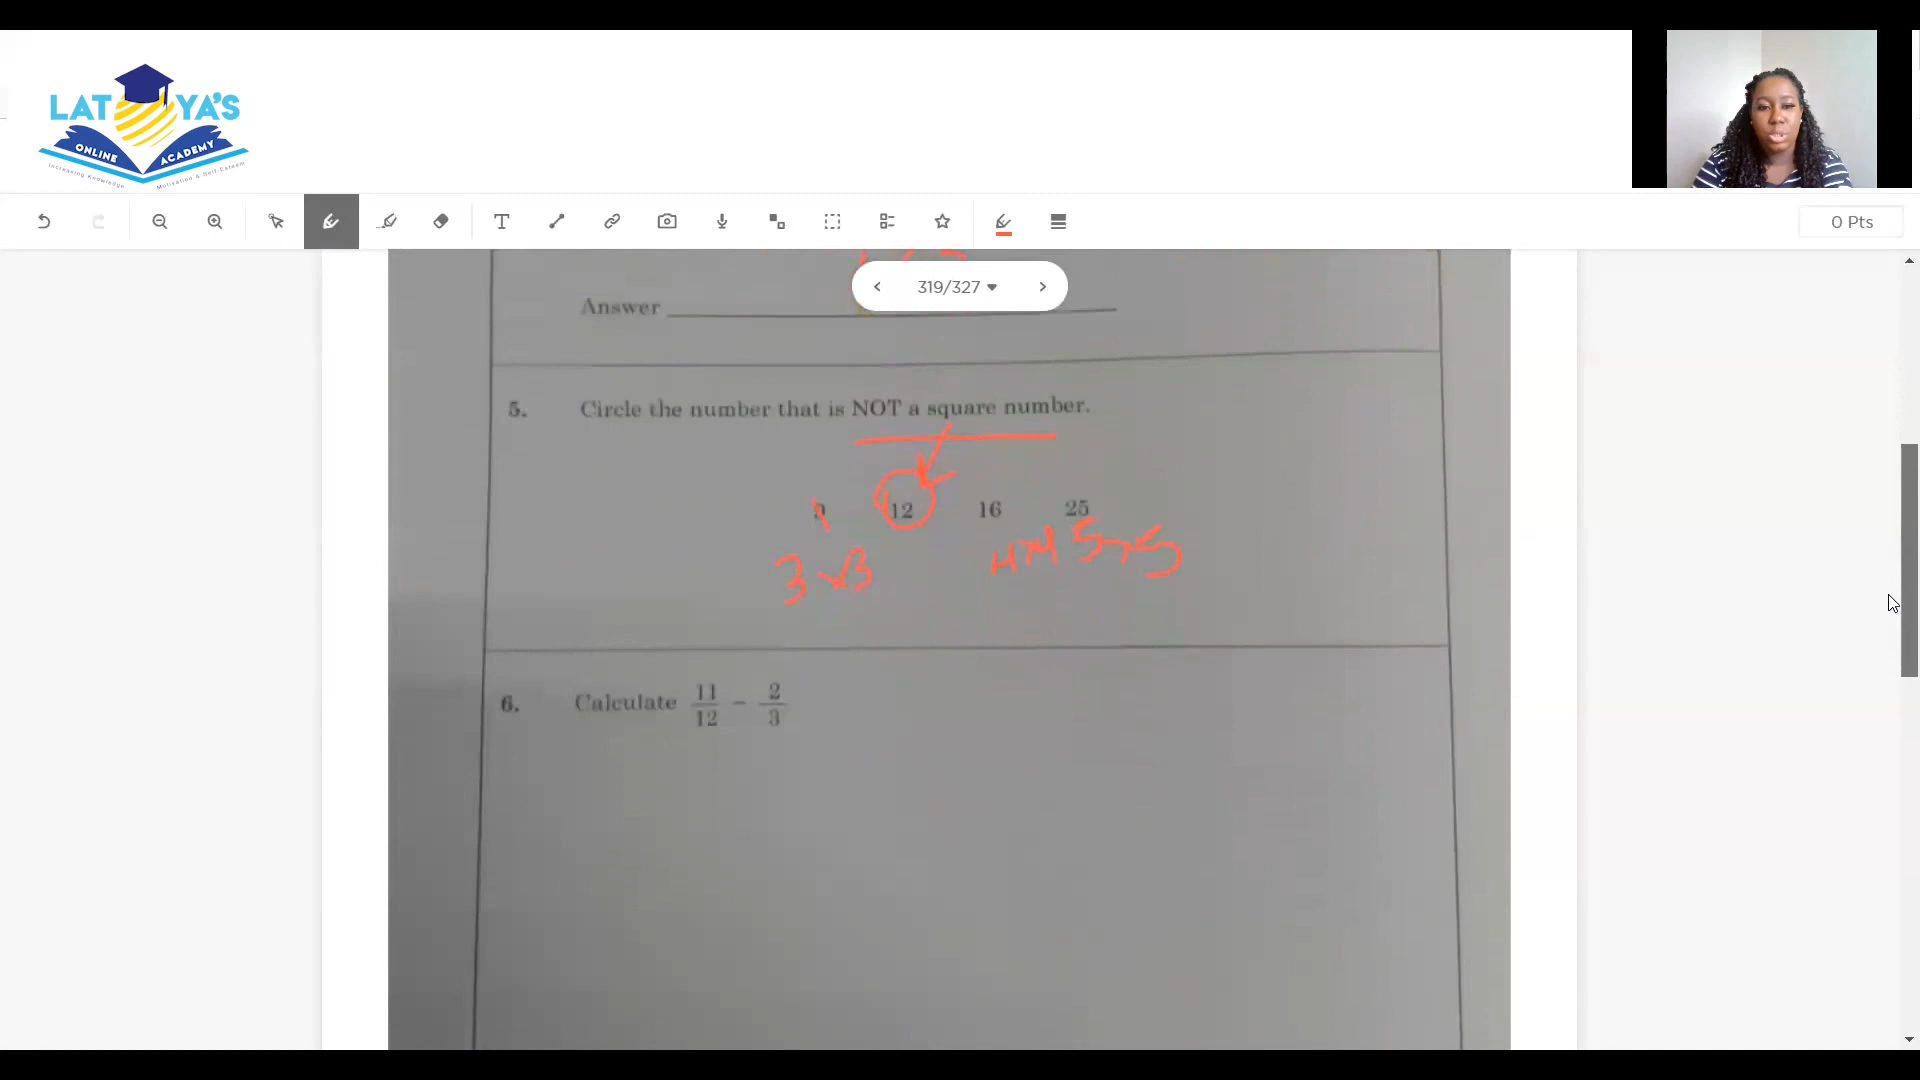 LATOYA'S
ONLINE ACADEMY
Increasing Knowledge Motivation & Self-Esteem
T
0 Pts
319/327
Answer
5. Circle the number that is NOT a square number.
9 12 16 25
3×3 4×4 5×5
6. Calculate 11/12 - 2/3